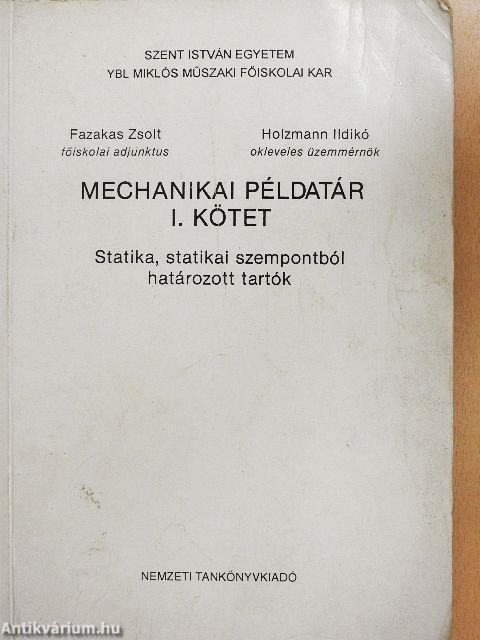 SZENT ISTVÁN EGYETEM
YBL MIKLÓS MŰSZAKI FŐISKOLAI KAR
Fazakas Zsolt
főiskolai adjunktus
Holzmann Ildikó
okleveles üzemmérnök
MECHANIKAI PÉLDATÁR
I. KÖTET
Statika, statikai szempontból
határozott tartók
NEMZETI TANKÖNYVKIADÓ
Antikvárium.hu